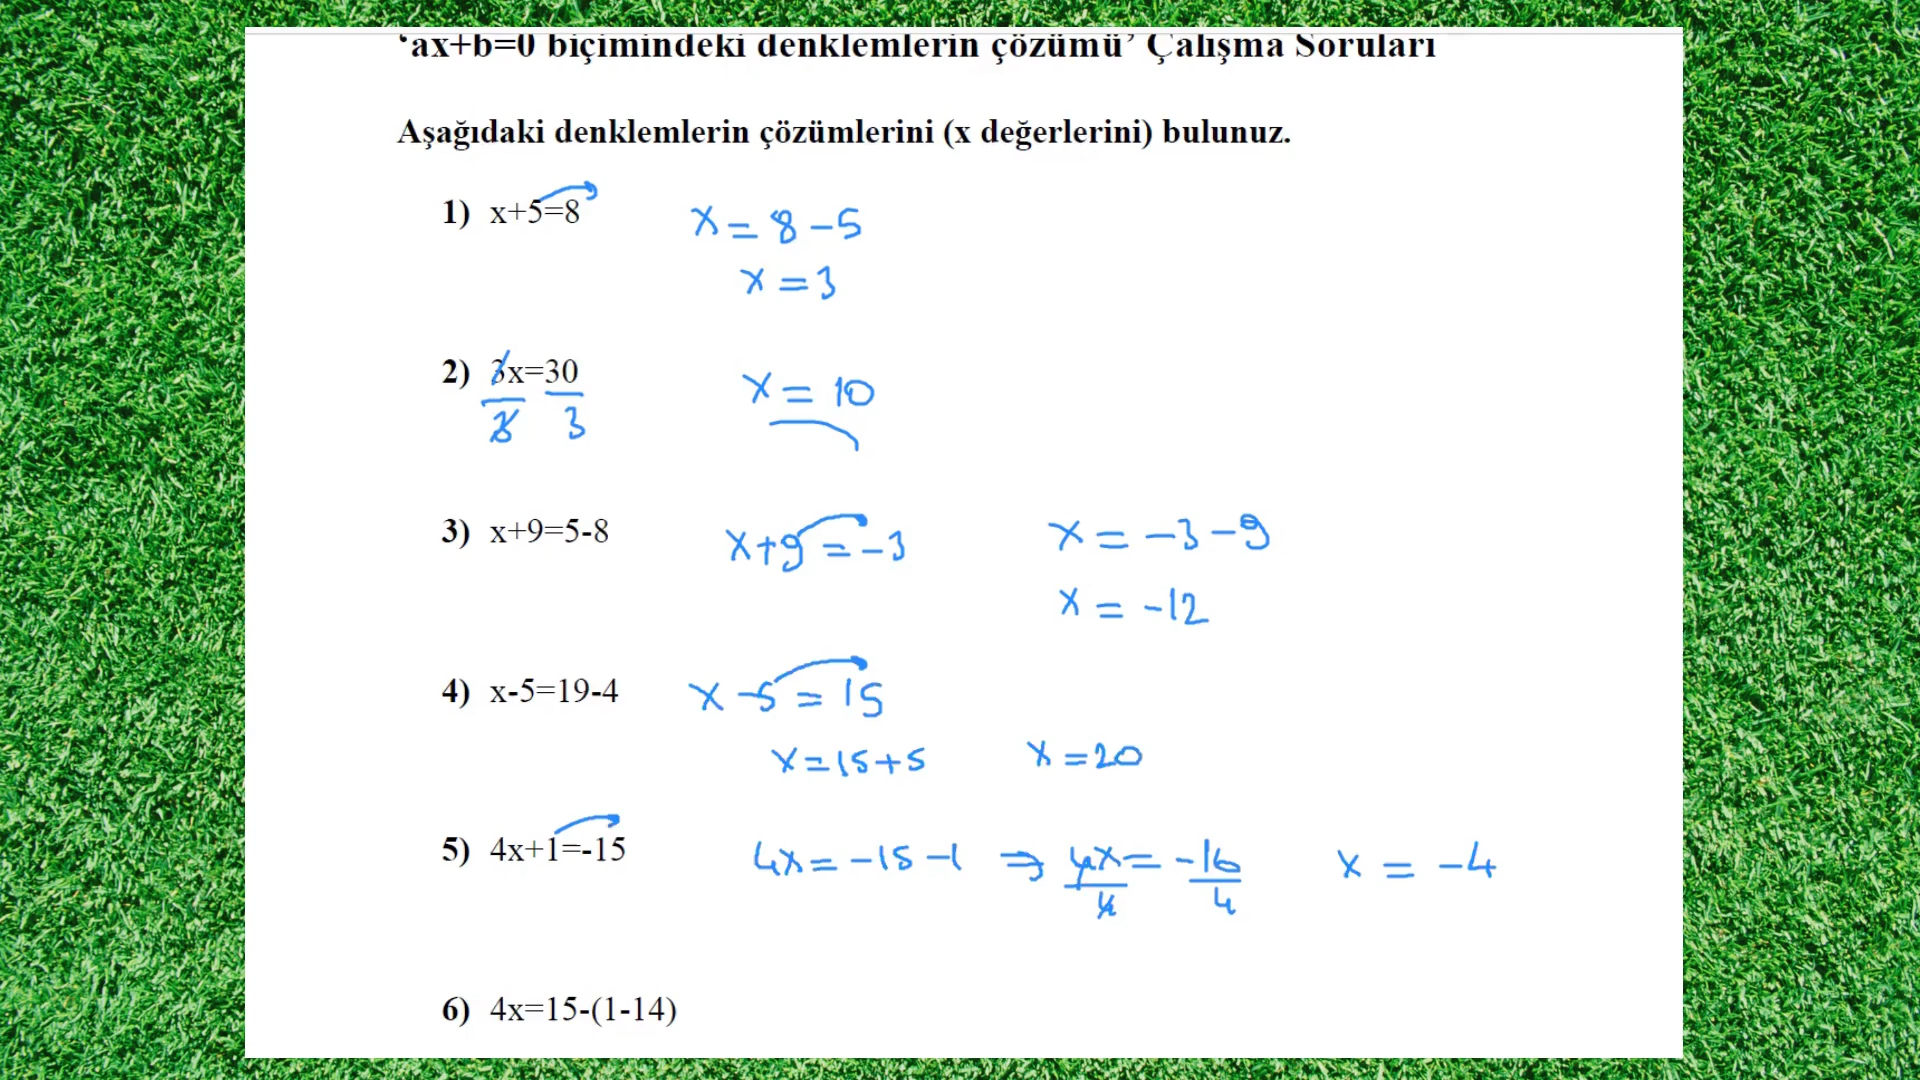 ‘ax+b=0 biçimindeki denklemlerin çözümü’ Çalışma Soruları
Aşağıdaki denklemlerin çözümlerini (x değerlerini) bulunuz.
1) x+5=8 x = 8 - 5
x = 3
2) 3x=30 x = 10
3 3
3) x+9=5-8 x+9 = -3 x = -3 -9
x = -12
4) x-5=19-4 x -5 = 15
x=15+5 x=20
5) 4x+1=-15 4x = -15 -1 ⇒ 4x = -16 x = -4
4 4
6) 4x=15-(1-14)